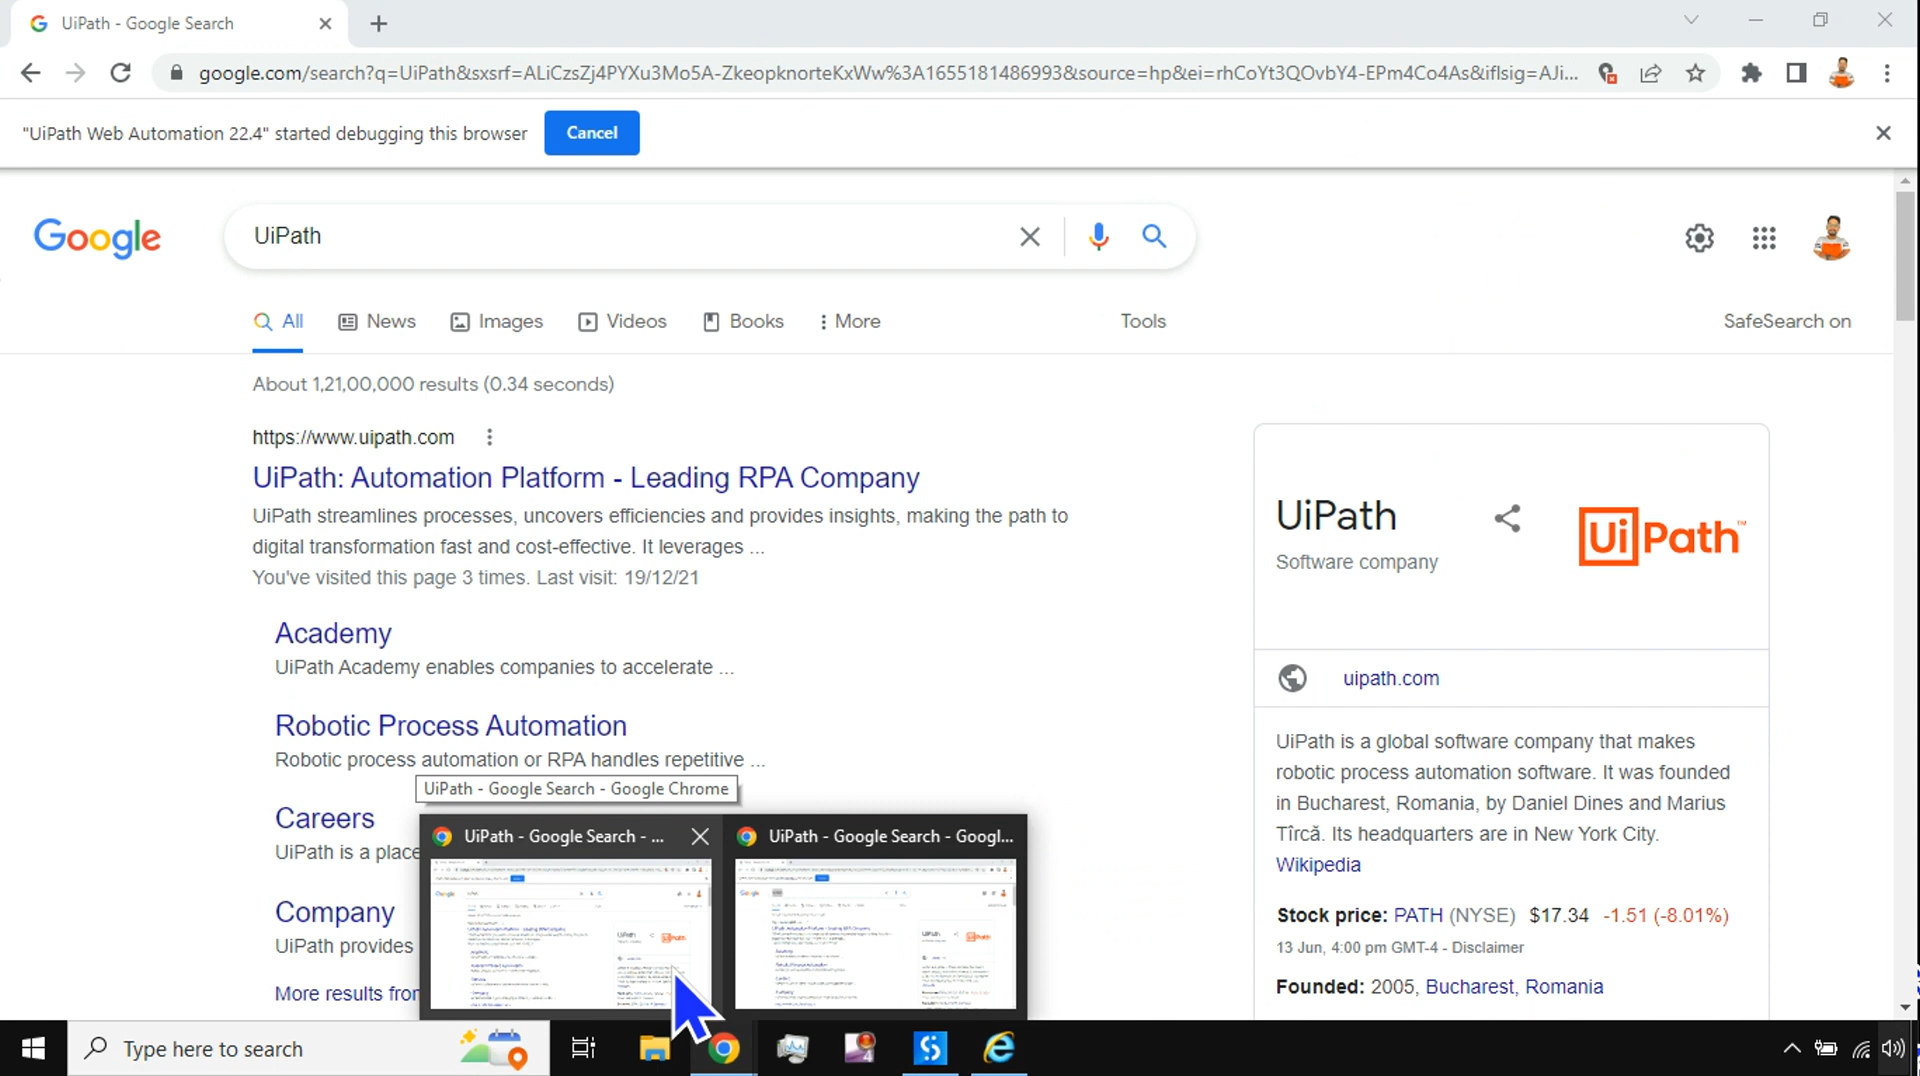 UiPath - Google Search
google.com/search?q=UiPath&sxsrf=ALiCzsZj4PYXu3Mo5A-ZkeopknorteKxWw%3A1655181486993&source=hp&ei=rhCoYt3QOvbY4-EPm4Co4As&iflsig=AJi...
"UiPath Web Automation 22.4" started debugging this browser
Cancel
Google
UiPath
All
News
Images
Videos
Books
More
Tools
SafeSearch on
About 1,21,00,000 results (0.34 seconds)
https://www.uipath.com
UiPath: Automation Platform - Leading RPA Company
UiPath streamlines processes, uncovers efficiencies and provides insights, making the path to
digital transformation fast and cost-effective. It leverages ...
You've visited this page 3 times. Last visit: 19/12/21
Academy
UiPath Academy enables companies to accelerate ...
Robotic Process Automation
Robotic process automation or RPA handles repetitive ...
UiPath - Google Search - Google Chrome
Careers
UiPath is a place
Company
UiPath provides
More results from
UiPath - Google Search - ...
UiPath - Google Search - Googl...
UiPath
Software company
UiPath™
uipath.com
UiPath is a global software company that makes
robotic process automation software. It was founded
in Bucharest, Romania, by Daniel Dines and Marius
Tîrcă. Its headquarters are in New York City.
Wikipedia
Stock price: PATH (NYSE) $17.34 -1.51 (-8.01%)
13 Jun, 4:00 pm GMT-4 - Disclaimer
Founded: 2005, Bucharest, Romania
Type here to search
4